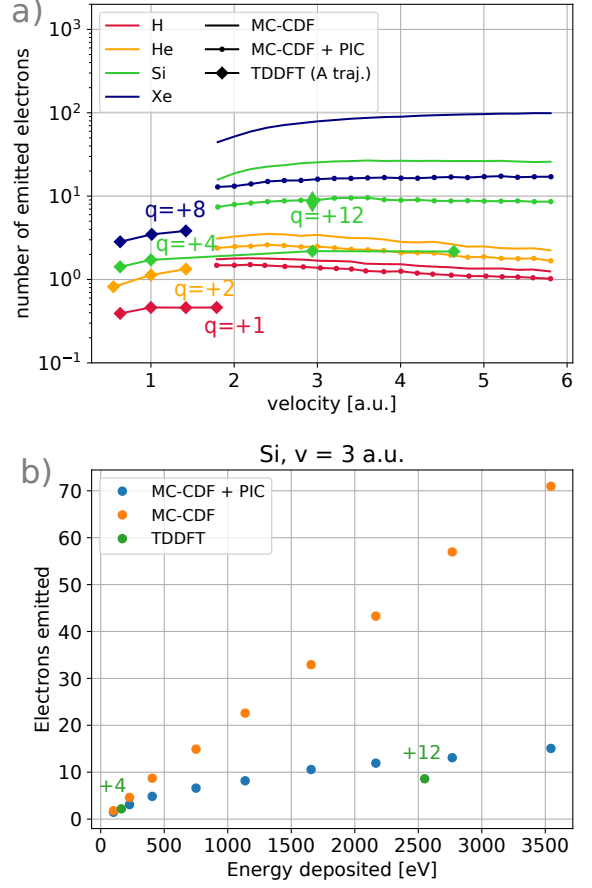 a)
H
He
Si
Xe
MC-CDF
MC-CDF + PIC
TDDFT (A traj.)
number of emitted electrons
10³
10²
10¹
10⁰
10⁻¹
q=+8
q=+4
q=+12
q=+2
q=+1
1 2 3 4 5 6
velocity [a.u.]
b)
Si, v = 3 a.u.
MC-CDF + PIC
MC-CDF
TDDFT
Electrons emitted
70
60
50
40
30
20
10
0
+4
+12
0 500 1000 1500 2000 2500 3000 3500
Energy deposited [eV]